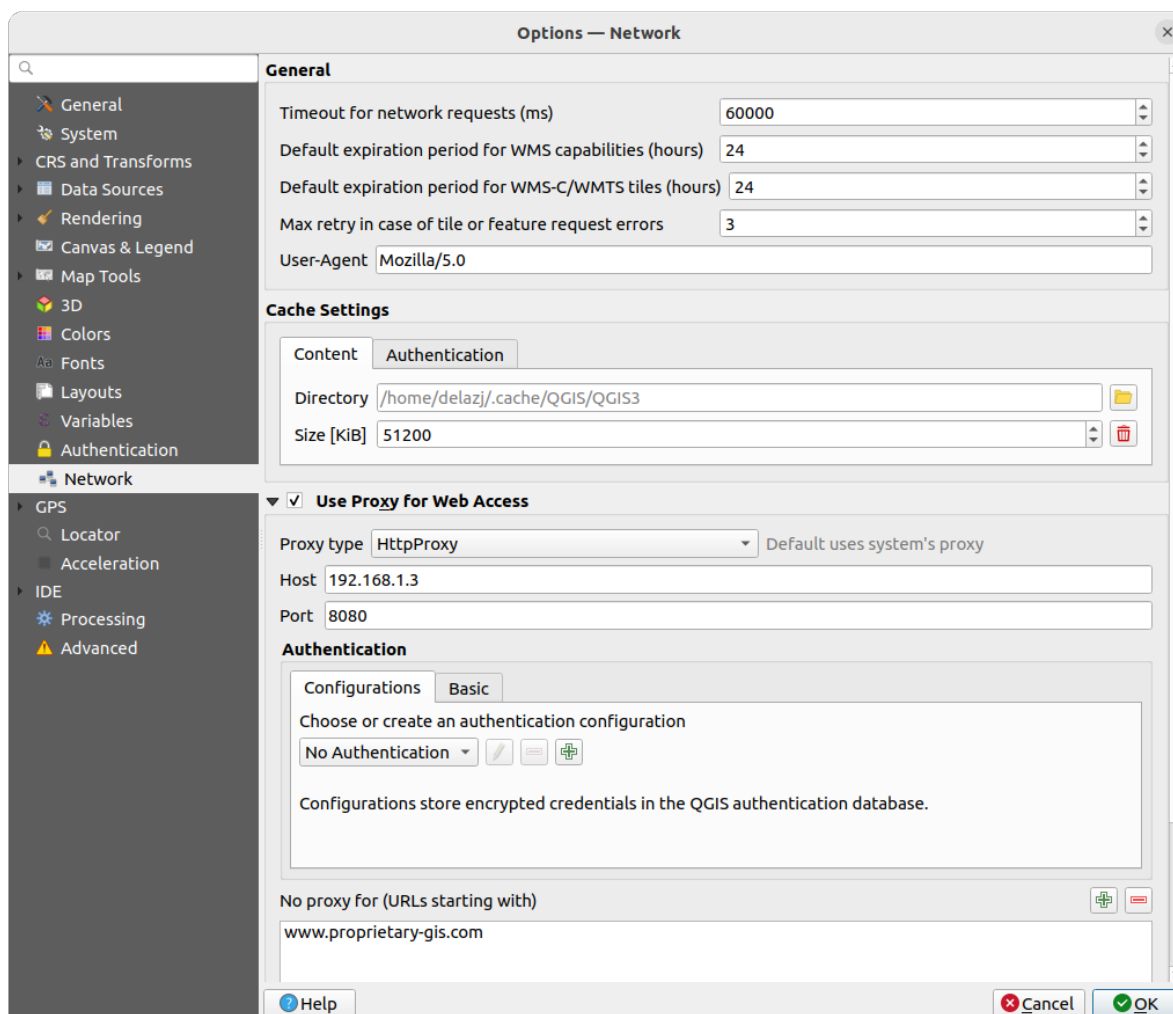 Options — Network
General
System
CRS and Transforms
Data Sources
Rendering
Canvas & Legend
Map Tools
3D
Colors
Fonts
Layouts
Variables
Authentication
Network
GPS
Locator
Acceleration
IDE
Processing
Advanced
General
Timeout for network requests (ms) 60000
Default expiration period for WMS capabilities (hours) 24
Default expiration period for WMS-C/WMTS tiles (hours) 24
Max retry in case of tile or feature request errors 3
User-Agent Mozilla/5.0
Cache Settings
Content Authentication
Directory /home/delazj/.cache/QGIS/QGIS3
Size [KiB] 51200
Use Proxy for Web Access
Proxy type HttpProxy Default uses system's proxy
Host 192.168.1.3
Port 8080
Authentication
Configurations Basic
Choose or create an authentication configuration
No Authentication
Configurations store encrypted credentials in the QGIS authentication database.
No proxy for (URLs starting with)
www.proprietary-gis.com
Help Cancel OK